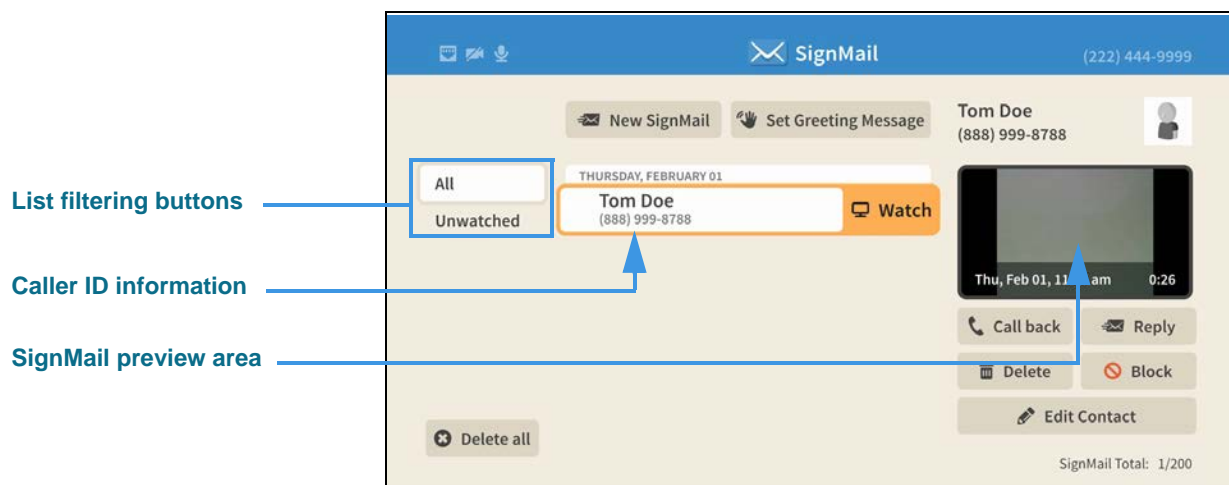 SignMail
(222) 444-9999
New SignMail
Set Greeting Message
Tom Doe
(888) 999-8788
List filtering buttons
All
Unwatched
THURSDAY, FEBRUARY 01
Tom Doe
(888) 999-8788
Watch
Caller ID information
Thu, Feb 01, 11 am 0:26
SignMail preview area
Call back
Reply
Delete
Block
Edit Contact
Delete all
SignMail Total: 1/200